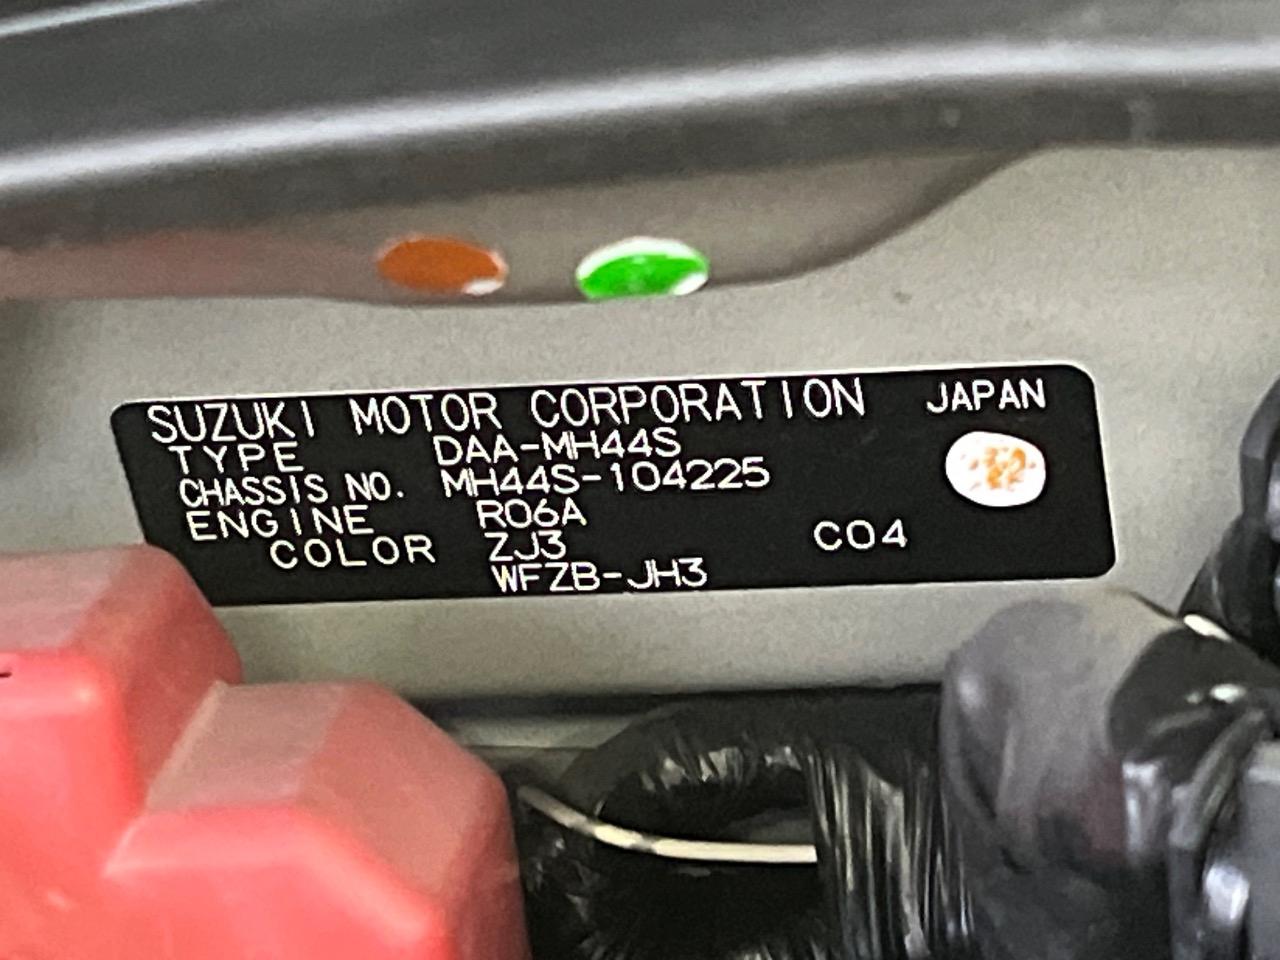 SUZUKI MOTOR CORPORATION JAPAN
TYPE DAA-MH44S
CHASSIS NO. MH44S-104225
ENGINE R06A
COLOR ZJ3 C04
WFZB-JH3